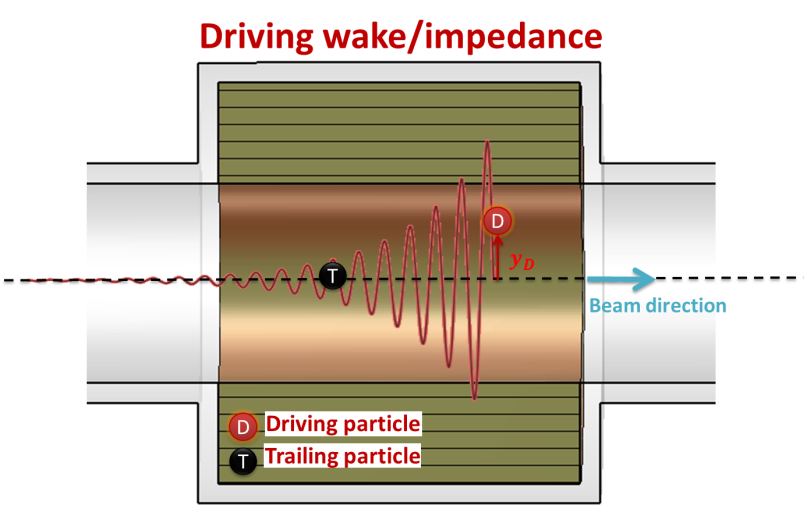 Driving wake/impedance
D
y_D
T
Beam direction
D Driving particle
T Trailing particle